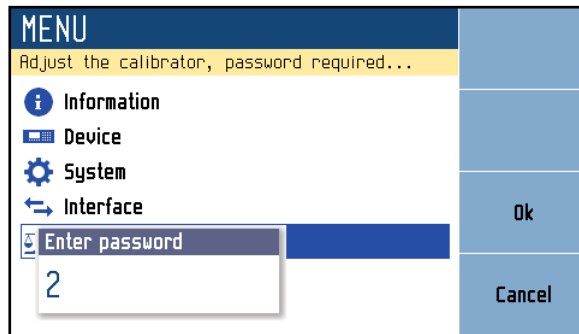 MENU
Adjust the calibrator, password required...
Information
Device
System
Interface
Enter password
2
Ok
Cancel